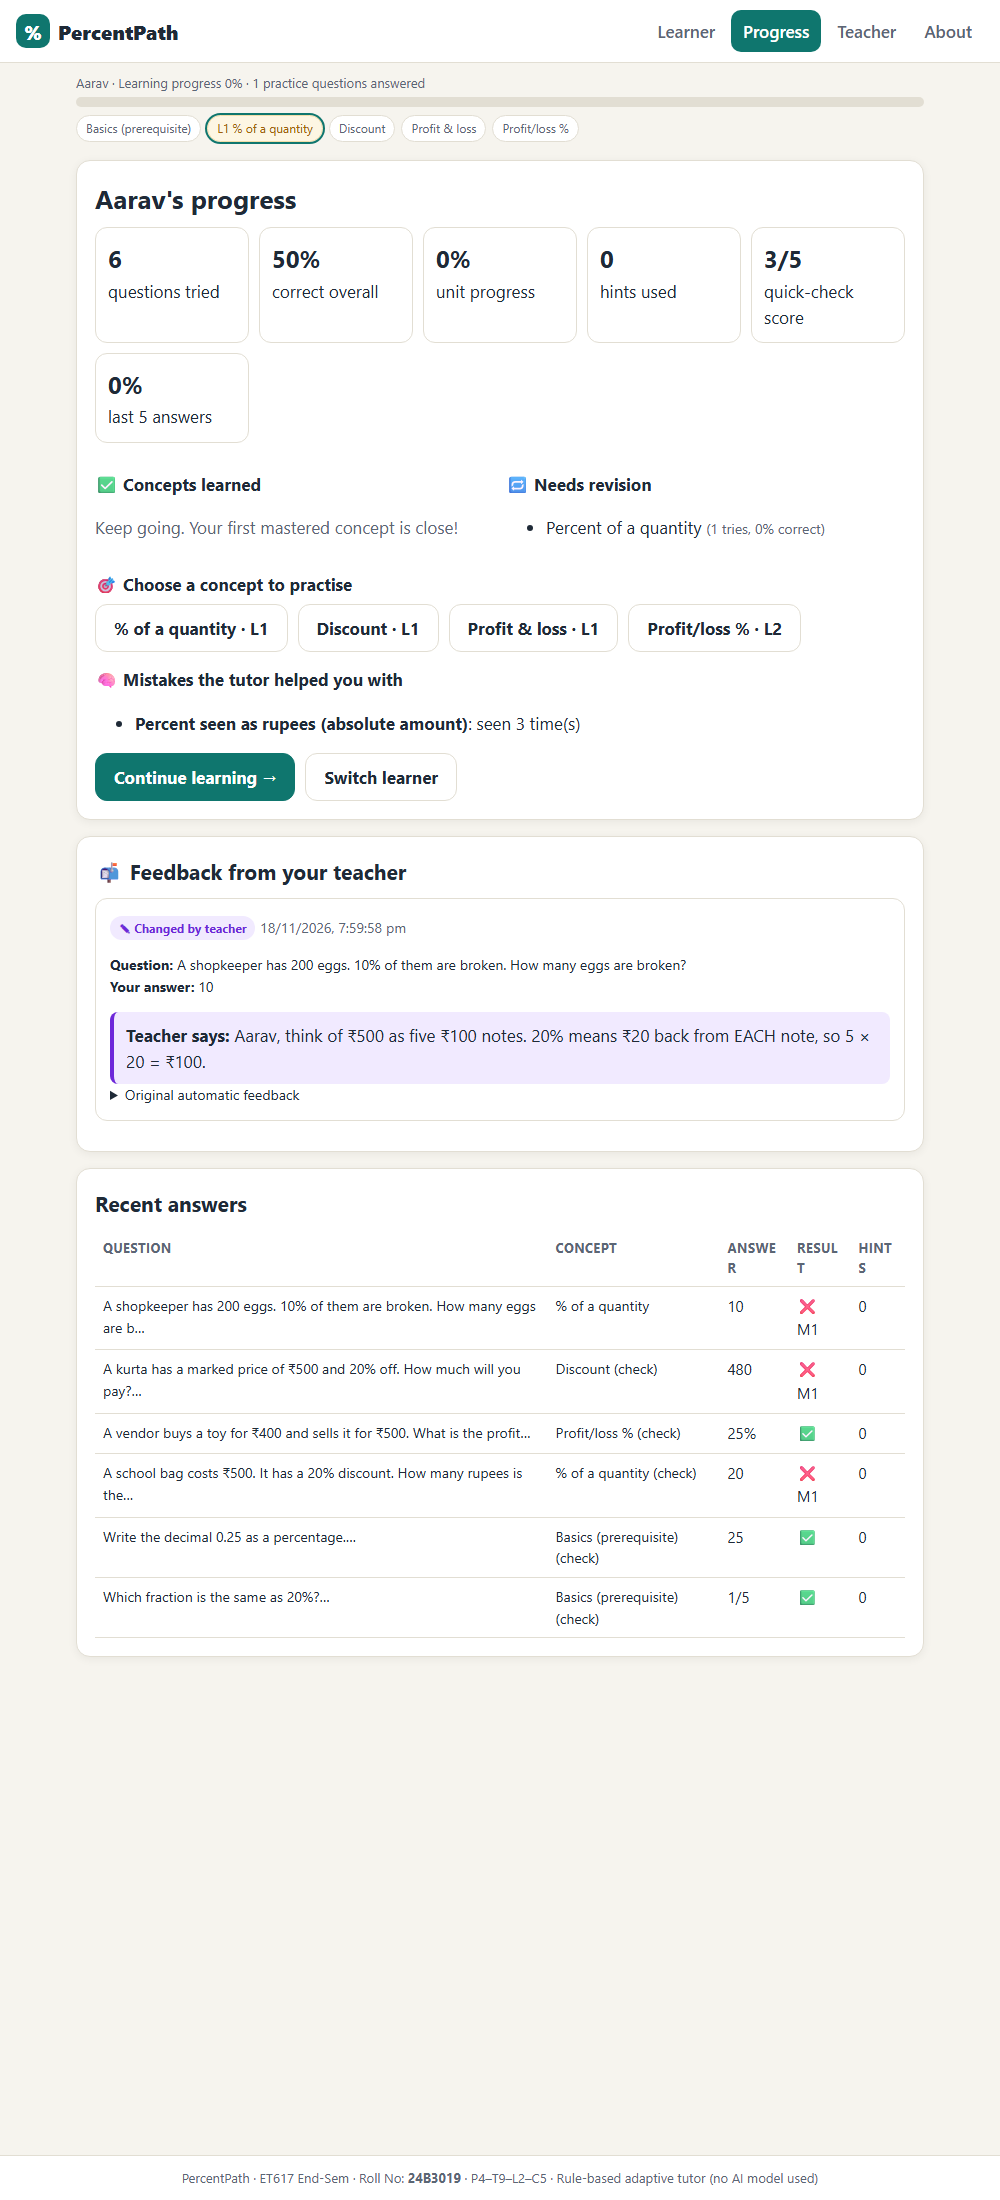 % PercentPath
Learner Progress Teacher About
Aarav · Learning progress 0% · 1 practice questions answered
Basics (prerequisite) L1 % of a quantity Discount Profit & loss Profit/loss %
Aarav's progress
6 50% 0% 0 3/5
questions tried correct overall unit progress hints used quick-check
score
0%
last 5 answers
✅ Concepts learned
Keep going. Your first mastered concept is close!
🔁 Needs revision
• Percent of a quantity (1 tries, 0% correct)
🎯 Choose a concept to practise
% of a quantity · L1 Discount · L1 Profit & loss · L1 Profit/loss % · L2
🧠 Mistakes the tutor helped you with
• Percent seen as rupees (absolute amount): seen 3 time(s)
Continue learning → Switch learner
📬 Feedback from your teacher
✏ Changed by teacher 18/11/2026, 7:59:58 pm
Question: A shopkeeper has 200 eggs. 10% of them are broken. How many eggs are broken?
Your answer: 10
Teacher says: Aarav, think of ₹500 as five ₹100 notes. 20% means ₹20 back from EACH note, so 5 ×
20 = ₹100.
▶ Original automatic feedback
Recent answers
QUESTION CONCEPT ANSWE RESUL HINT
R T S
A shopkeeper has 200 eggs. 10% of them are broken. How many eggs % of a quantity 10 ❌ 0
are b... M1
A kurta has a marked price of ₹500 and 20% off. How much will you Discount (check) 480 ❌ 0
pay?... M1
A vendor buys a toy for ₹400 and sells it for ₹500. What is the profit... Profit/loss % (check) 25% ✅ 0
A school bag costs ₹500. It has a 20% discount. How many rupees is % of a quantity (check) 20 ❌ 0
the... M1
Write the decimal 0.25 as a percentage.... Basics (prerequisite) 25 ✅ 0
(check)
Which fraction is the same as 20%?... Basics (prerequisite) 1/5 ✅ 0
(check)
PercentPath · ET617 End-Sem · Roll No: 24B3019 · P4–T9–L2–C5 · Rule-based adaptive tutor (no AI model used)